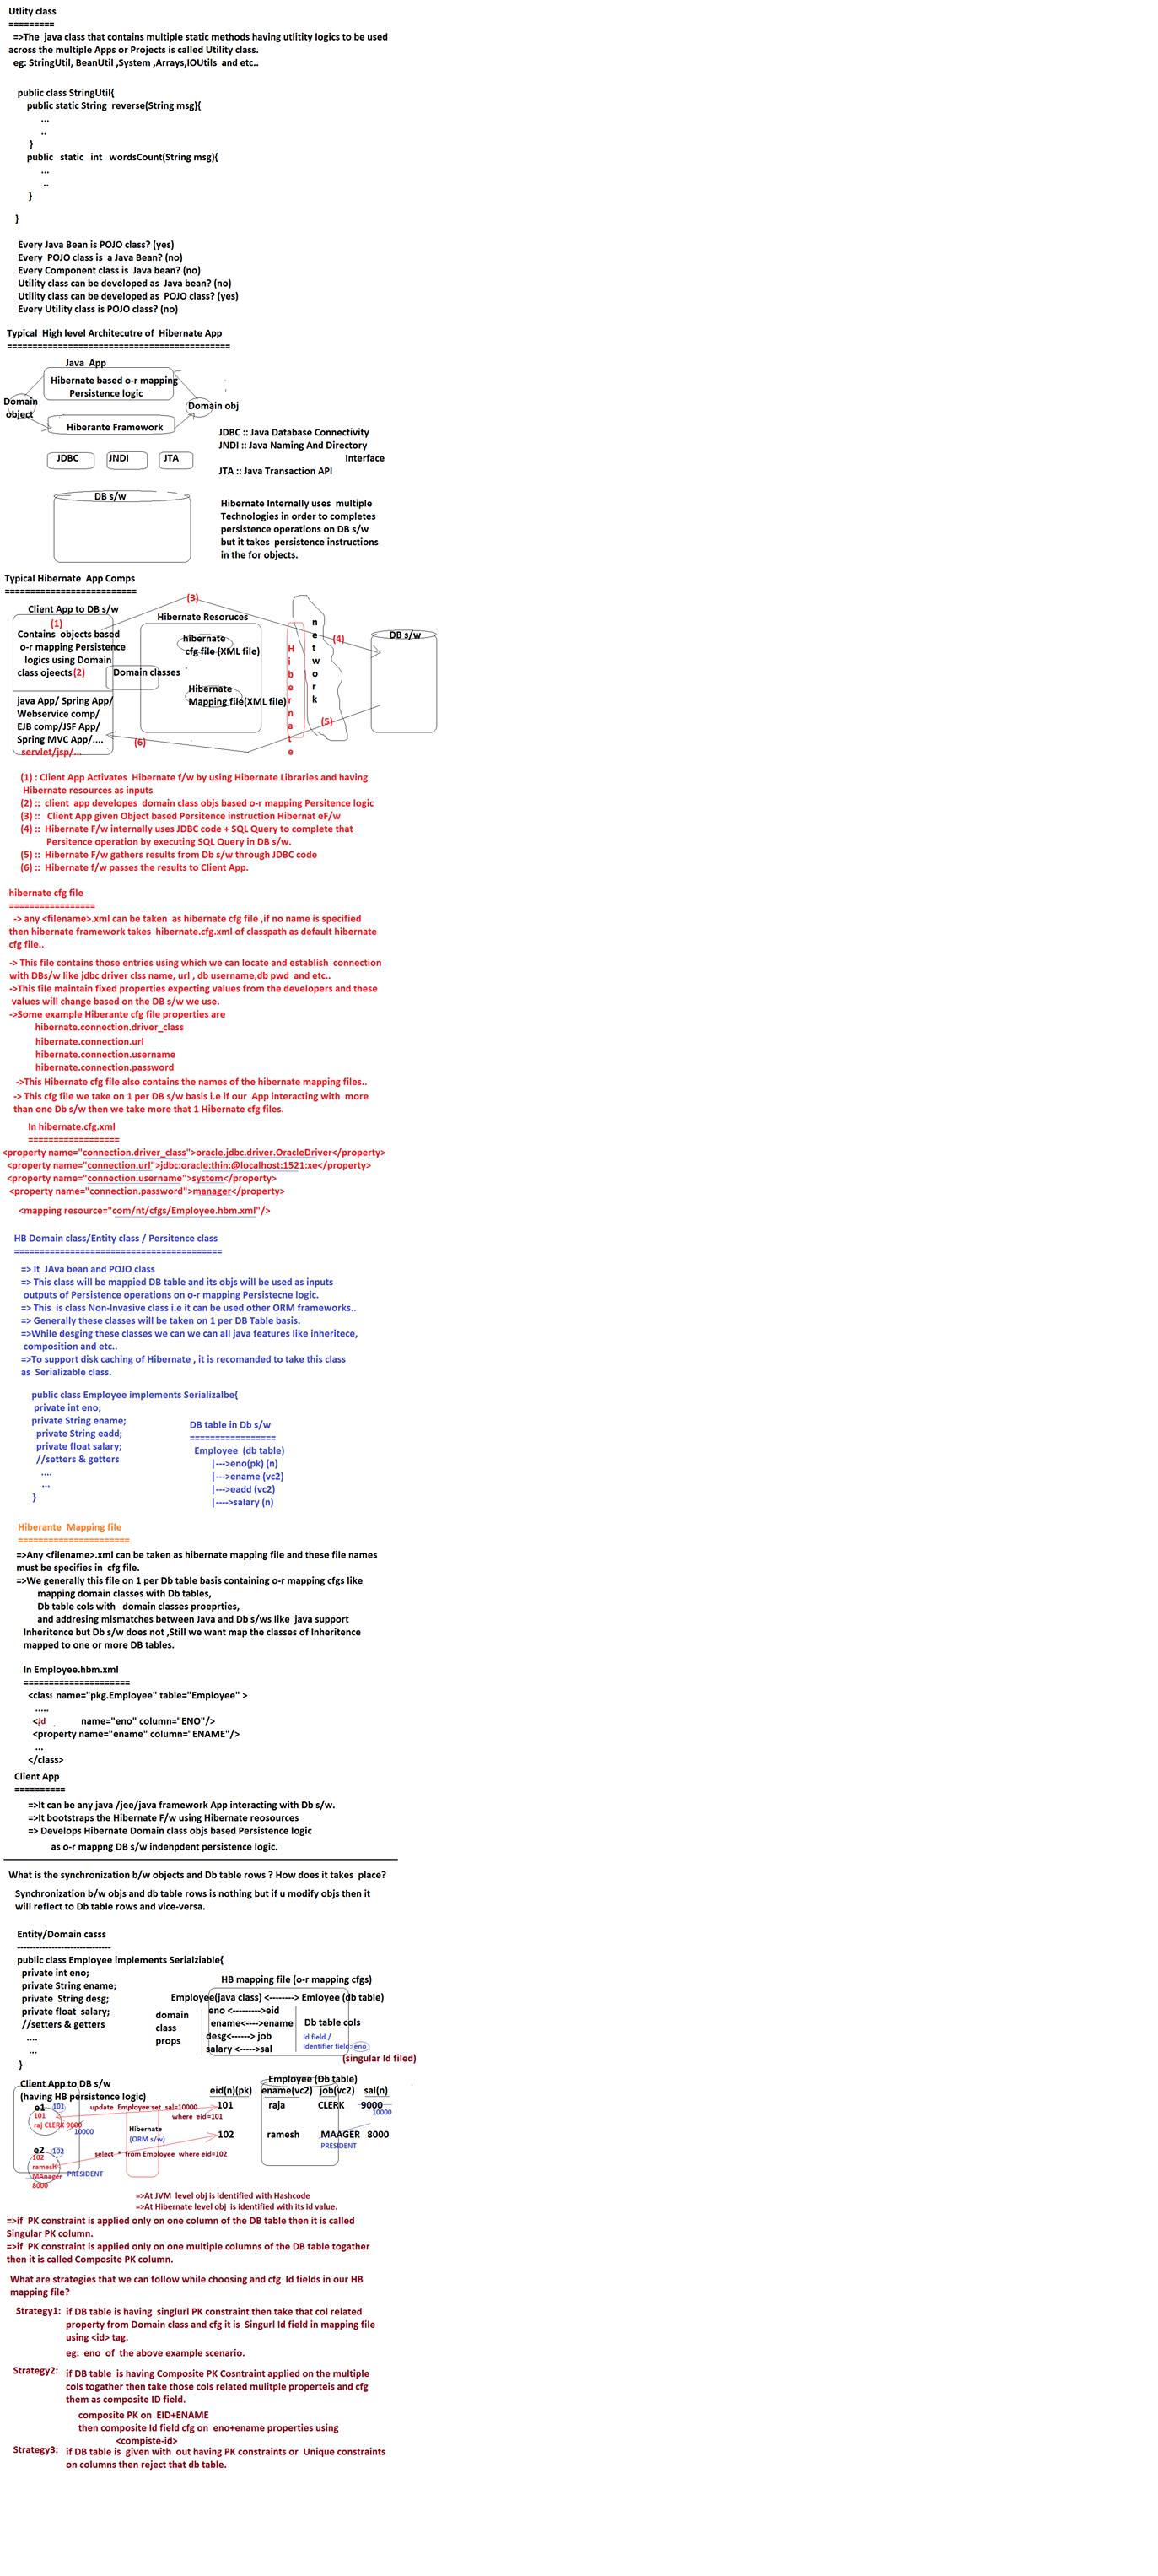 Utlity class
=========
=>The java class that contains multiple static methods having utlitity logics to be used
across the multiple Apps or Projects is called Utility class.
eg: StringUtil, BeanUtil ,System ,Arrays,IOUtils and etc..
public class StringUtil{
public static String reverse(String msg){
...
..
}
public static int wordsCount(String msg){
...
..
}
}
Every Java Bean is POJO class? (yes)
Every POJO class is a Java Bean? (no)
Every Component class is Java bean? (no)
Utility class can be developed as Java bean? (no)
Utility class can be developed as POJO class? (yes)
Every Utility class is POJO class? (no)
Typical High level Architecutre of Hibernate App
============================================
Java App
Hibernate based o-r mapping
Persistence logic
Domain
object
Domain obj
Hiberante Framework
JDBC
JNDI
JTA
JDBC :: Java Database Connectivity
JNDI :: Java Naming And Directory
Interface
JTA :: Java Transaction API
DB s/w
Hibernate Internally uses multiple
Technologies in order to completes
persistence operations on DB s/w
but it takes persistence instructions
in the for objects.
Typical Hibernate App Comps
==========================
Client App to DB s/w
(1)
Contains objects based
o-r mapping Persistence
logics using Domain
class ojeects(2)
java App/ Spring App/
Webservice comp/
EJB comp/JSF App/
Spring MVC App/....
servlet/jsp/...
(3)
Hibernate Resoruces
hibernate
cfg file (XML file)
Domain classes
Hibernate
Mapping file(XML file)
Hibernate
network
(4)
DB s/w
(5)
(6)
(1) : Client App Activates Hibernate f/w by using Hibernate Libraries and having
Hibernate resources as inputs
(2) :: client app developes domain class objs based o-r mapping Persitence logic
(3) :: Client App given Object based Persitence instruction Hibernat eF/w
(4) :: Hibernate F/w internally uses JDBC code + SQL Query to complete that
Persitence operation by executing SQL Query in DB s/w.
(5) :: Hibernate F/w gathers results from Db s/w through JDBC code
(6) :: Hibernate f/w passes the results to Client App.
hibernate cfg file
=================
-> any <filename>.xml can be taken as hibernate cfg file ,if no name is specified
then hibernate framework takes hibernate.cfg.xml of classpath as default hibernate
cfg file..
-> This file contains those entries using which we can locate and establish connection
with DBs/w like jdbc driver clss name, url , db username,db pwd and etc..
->This file maintain fixed properties expecting values from the developers and these
values will change based on the DB s/w we use.
->Some example Hiberante cfg file properties are
hibernate.connection.driver_class
hibernate.connection.url
hibernate.connection.username
hibernate.connection.password
->This Hibernate cfg file also contains the names of the hibernate mapping files..
-> This cfg file we take on 1 per DB s/w basis i.e if our App interacting with more
than one Db s/w then we take more that 1 Hibernate cfg files.
In hibernate.cfg.xml
==================
<property name="connection.driver_class">oracle.jdbc.driver.OracleDriver</property>
<property name="connection.url">jdbc:oracle:thin:@localhost:1521:xe</property>
<property name="connection.username">system</property>
<property name="connection.password">manager</property>
<mapping resource="com/nt/cfgs/Employee.hbm.xml"/>
HB Domain class/Entity class / Persitence class
=========================================
=> It JAva bean and POJO class
=> This class will be mappied DB table and its objs will be used as inputs
outputs of Persistence operations on o-r mapping Persistecne logic.
=> This is class Non-Invasive class i.e it can be used other ORM frameworks..
=> Generally these classes will be taken on 1 per DB Table basis.
=>While desging these classes we can we can all java features like inheritece,
composition and etc..
=>To support disk caching of Hibernate , it is recomanded to take this class
as Serializable class.
public class Employee implements Serializalbe{
private int eno;
private String ename;
private String eadd;
private float salary;
//setters & getters
....
...
}
DB table in Db s/w
=================
Employee (db table)
|--->eno(pk) (n)
|--->ename (vc2)
|--->eadd (vc2)
|---->salary (n)
Hiberante Mapping file
======================
=>Any <filename>.xml can be taken as hibernate mapping file and these file names
must be specifies in cfg file.
=>We generally this file on 1 per Db table basis containing o-r mapping cfgs like
mapping domain classes with Db tables,
Db table cols with domain classes proeprties,
and addresing mismatches between Java and Db s/ws like java support
Inheritence but Db s/w does not ,Still we want map the classes of Inheritence
mapped to one or more DB tables.
In Employee.hbm.xml
=====================
<class name="pkg.Employee" table="Employee" >
.....
<id name="eno" column="ENO"/>
<property name="ename" column="ENAME"/>
...
</class>
Client App
==========
=>It can be any java /jee/java framework App interacting with Db s/w.
=>It bootstraps the Hibernate F/w using Hibernate reosources
=> Develops Hibernate Domain class objs based Persistence logic
as o-r mappng DB s/w indenpdent persistence logic.
What is the synchronization b/w objects and Db table rows ? How does it takes place?
Synchronization b/w objs and db table rows is nothing but if u modify objs then it
will reflect to Db table rows and vice-versa.
Entity/Domain casss
-----------------------------
public class Employee implements Serialziable{
private int eno;
private String ename;
private String desg;
private float salary;
//setters & getters
....
...
}
HB mapping file (o-r mapping cfgs)
Employee(java class) <--------> Emloyee (db table)
domain
class
props
eno <--------->eid
ename<---->ename
desg<------> job
salary <----->sal
Db table cols
Id field /
Identifier field: eno
(singular Id filed)
Client App to DB s/w
(having HB persistence logic)
e1 101
101
raj CLERK 9000
10000
e2 102
102
ramesh
MAnager
8000
PRESIDENT
update Employee set sal=10000
where eid=101
Hibernate
(ORM s/w)
select * from Employee where eid=102
Employee (Db table)
eid(n)(pk) ename(vc2) job(vc2) sal(n)
101 raja CLERK 9000
10000
102 ramesh MAAGER 8000
PRESIDENT
=>At JVM level obj is identified with Hashcode
=>At Hibernate level obj is identified with its id value.
=>if PK constraint is applied only on one column of the DB table then it is called
Singular PK column.
=>if PK constraint is applied only on one multiple columns of the DB table togather
then it is called Composite PK column.
What are strategies that we can follow while choosing and cfg Id fields in our HB
mapping file?
Strategy1: if DB table is having singlurl PK constraint then take that col related
property from Domain class and cfg it is Singurl Id field in mapping file
using <id> tag.
eg: eno of the above example scenario.
Strategy2: if DB table is having Composite PK Cosntraint applied on the multiple
cols togather then take those cols related mulitple properteis and cfg
them as composite ID field.
composite PK on EID+ENAME
then composite Id field cfg on eno+ename properties using
<compiste-id>
Strategy3: if DB table is given with out having PK constraints or Unique constraints
on columns then reject that db table.